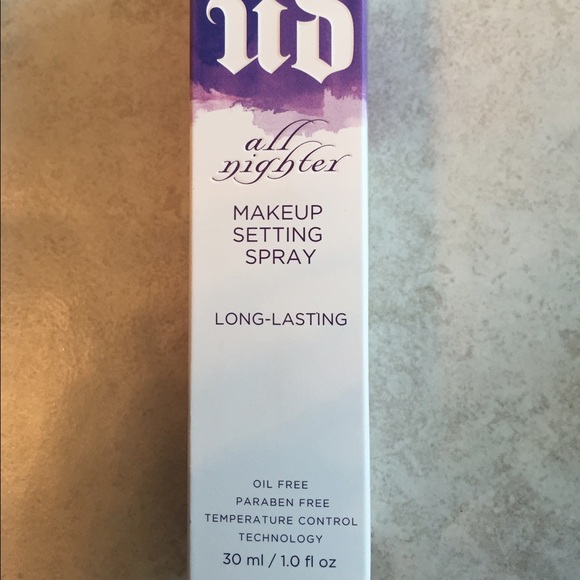 UD
all
nighter
MAKEUP
SETTING
SPRAY
LONG-LASTING
OIL FREE
PARABEN FREE
TEMPERATURE CONTROL
TECHNOLOGY
30 ml / 1.0 fl oz